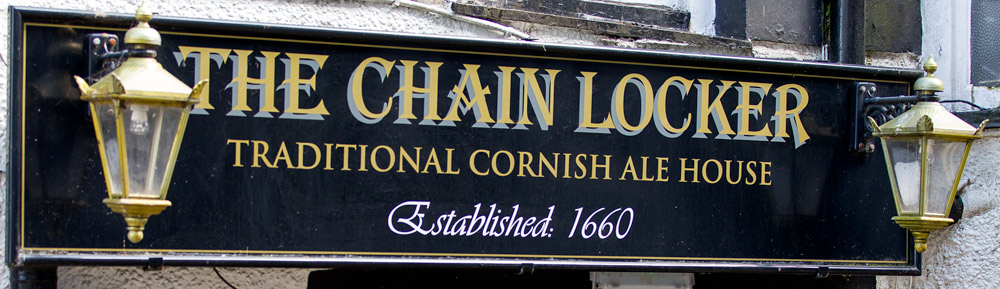 THE CHAIN LOCKER
TRADITIONAL CORNISH ALE HOUSE
Established: 1660